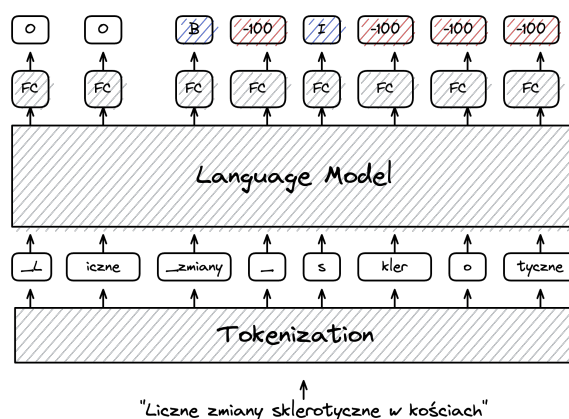 O O B -100 I -100 -100 -100
FC FC FC FC FC FC FC FC
Language Model
_L iczne _zmiany _ s kler o tyczne
Tokenization
"Liczne zmiany sklerotyczne w kościach"